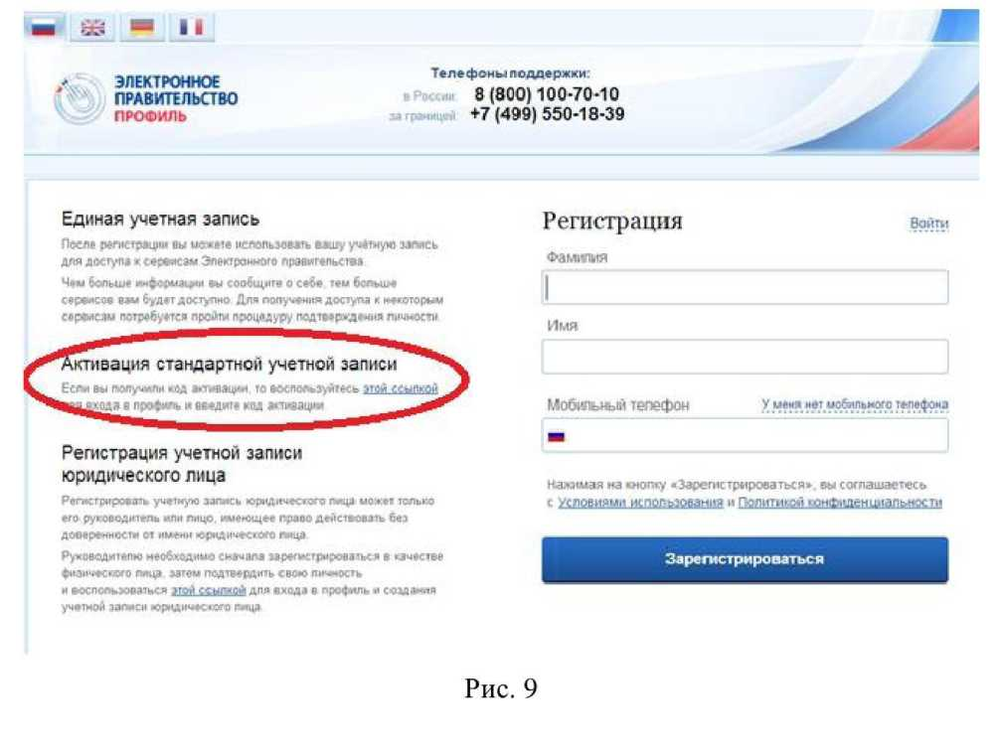 ЭЛЕКТРОННОЕ
ПРАВИТЕЛЬСТВО
ПРОФИЛЬ
Телефоны поддержки:
в России: 8 (800) 100-70-10
за границей: +7 (499) 550-18-39
Единая учетная запись
После регистрации вы можете использовать вашу учётную запись
для доступа к сервисам Электронного правительства.
Чем больше информации вы сообщите о себе, тем больше
сервисов вам будет доступно. Для получения доступа к некоторым
сервисам потребуется пройти процедуру подтверждения личности.
Активация стандартной учетной записи
Если вы получили код активации, то воспользуйтесь этой ссылкой
для входа в профиль и введите код активации.
Регистрация учетной записи
юридического лица
Регистрировать учетную запись юридического лица может только
его руководитель или лицо, имеющее право действовать без
доверенности от имени юридического лица.
Руководителю необходимо сначала зарегистрироваться в качестве
физического лица, затем подтвердить свою личность
и воспользоваться этой ссылкой для входа в профиль и создания
учетной записи юридического лица.
Регистрация
Войти
Фамилия
Имя
Мобильный телефон
У меня нет мобильного телефона
Нажимая на кнопку «Зарегистрироваться», вы соглашаетесь
с Условиями использования и Политикой конфиденциальности
Зарегистрироваться
Рис. 9